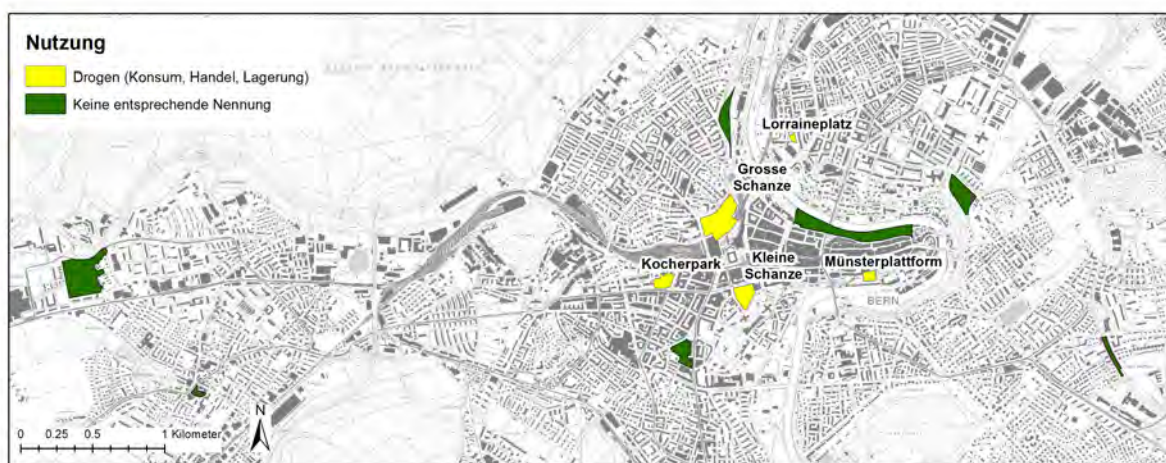 Nutzung
Drogen (Konsum, Handel, Lagerung)
Keine entsprechende Nennung
Lorraineplatz
Grosse
Schanze
Kocherpark
Kleine
Schanze
Münsterplattform
BERN
N
0 0.25 0.5 1 Kilometer